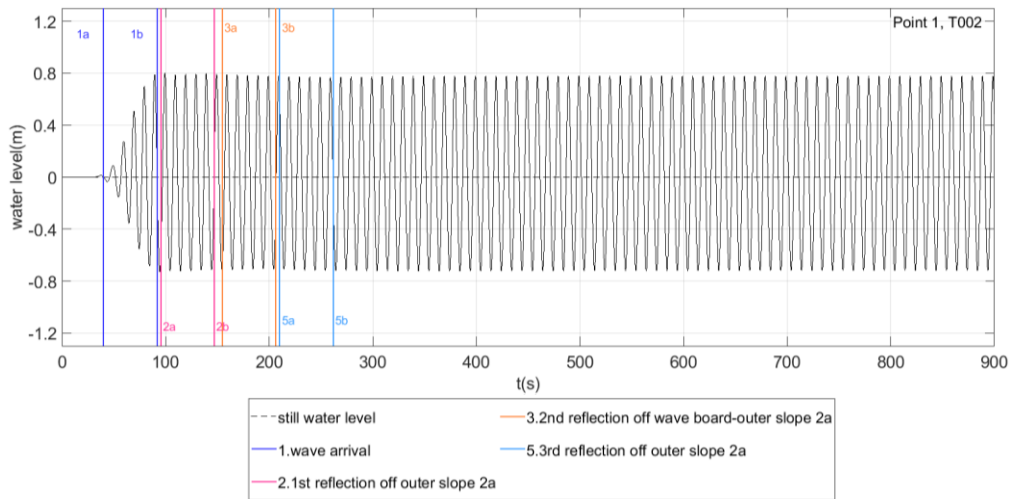 Point 1, T002
1a
1b
3a
3b
1.2
0.8
0.4
0
-0.4
-0.8
-1.2
water level(m)
2a
2b
5a
5b
0 100 200 300 400 500 600 700 800 900
t(s)
still water level
1.wave arrival
2.1st reflection off outer slope 2a
3.2nd reflection off wave board-outer slope 2a
5.3rd reflection off outer slope 2a